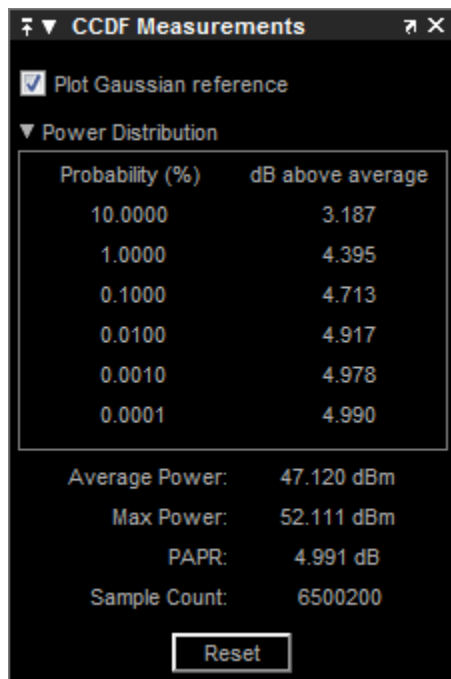 CCDF Measurements
Plot Gaussian reference
Power Distribution
Probability (%) dB above average
10.0000 3.187
1.0000 4.395
0.1000 4.713
0.0100 4.917
0.0010 4.978
0.0001 4.990
Average Power: 47.120 dBm
Max Power: 52.111 dBm
PAPR: 4.991 dB
Sample Count: 6500200
Reset